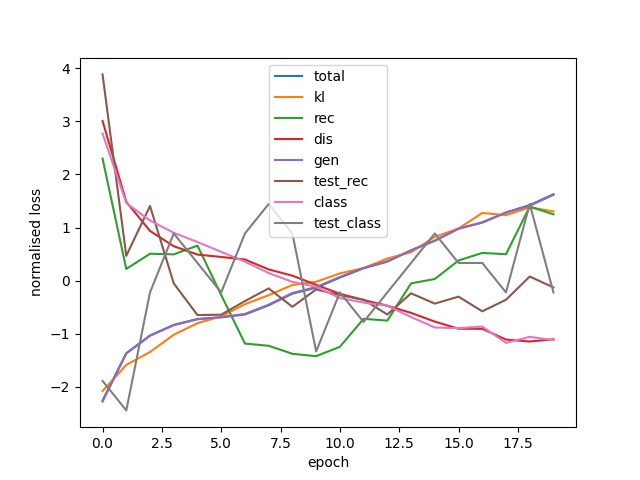 4
3
2
1
0
−1
−2
normalised loss
total
kl
rec
dis
gen
test_rec
class
test_class
0.0 2.5 5.0 7.5 10.0 12.5 15.0 17.5
epoch